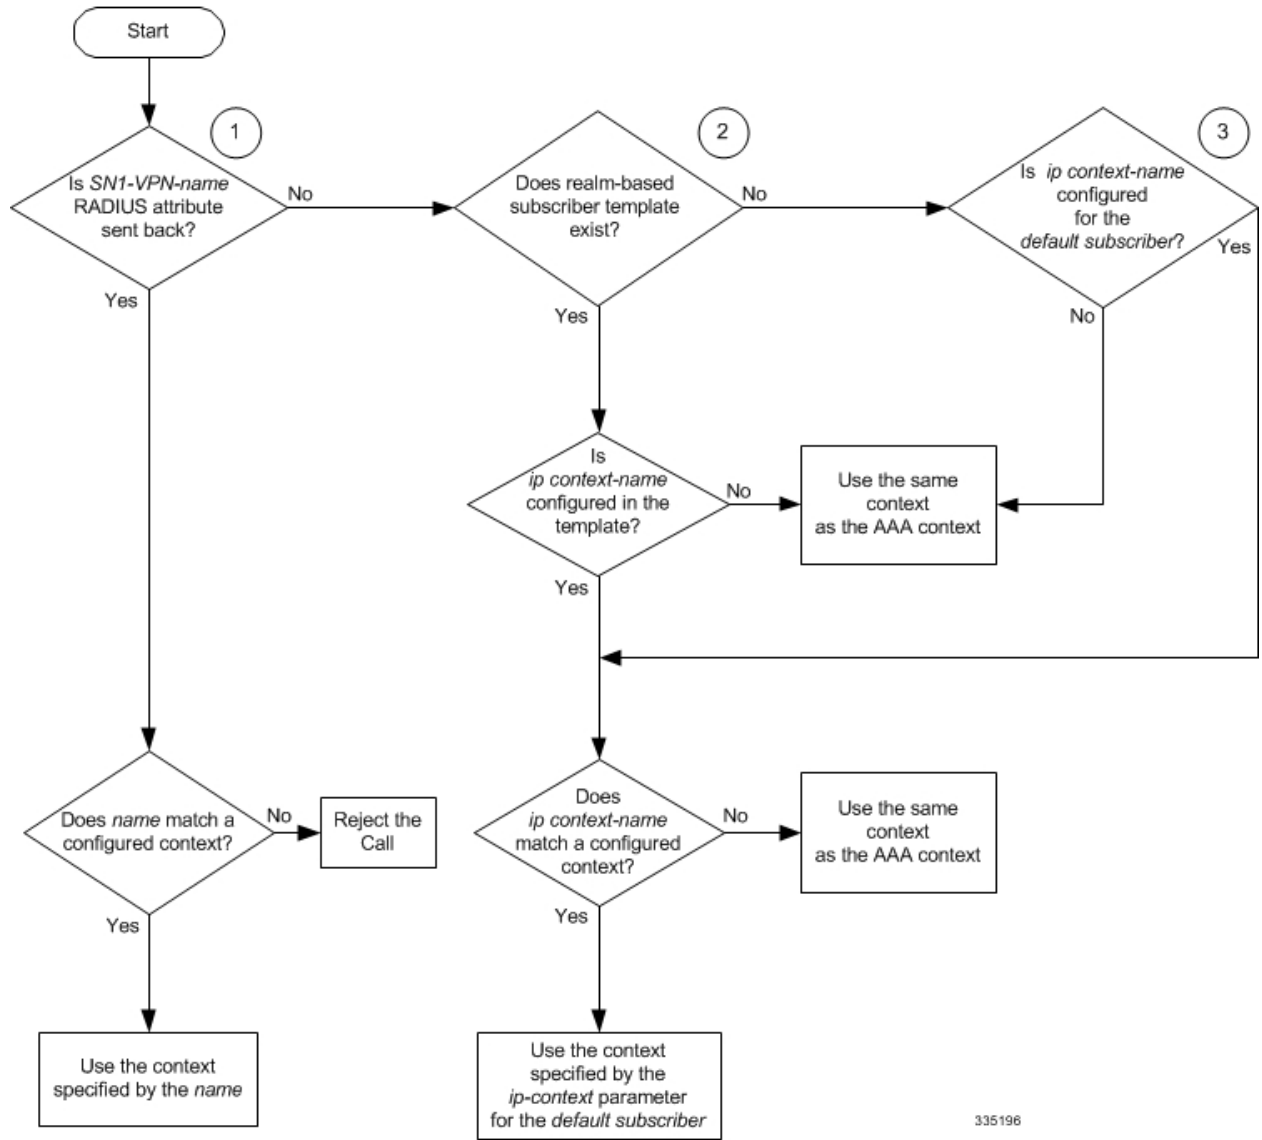 Start
1
Is SN1-VPN-name
RADIUS attribute
sent back?
No
Yes
2
Does realm-based
subscriber template
exist?
No
Yes
3
Is ip context-name
configured
for the
default subscriber?
Yes
No
Is
ip context-name
configured in the
template?
No
Yes
Use the same
context
as the AAA context
Does name match a
configured context?
No
Yes
Reject the
Call
Does
ip context-name
match a configured
context?
No
Yes
Use the same
context
as the AAA context
Use the context
specified by the name
Use the context
specified by the
ip-context parameter
for the default subscriber
335196